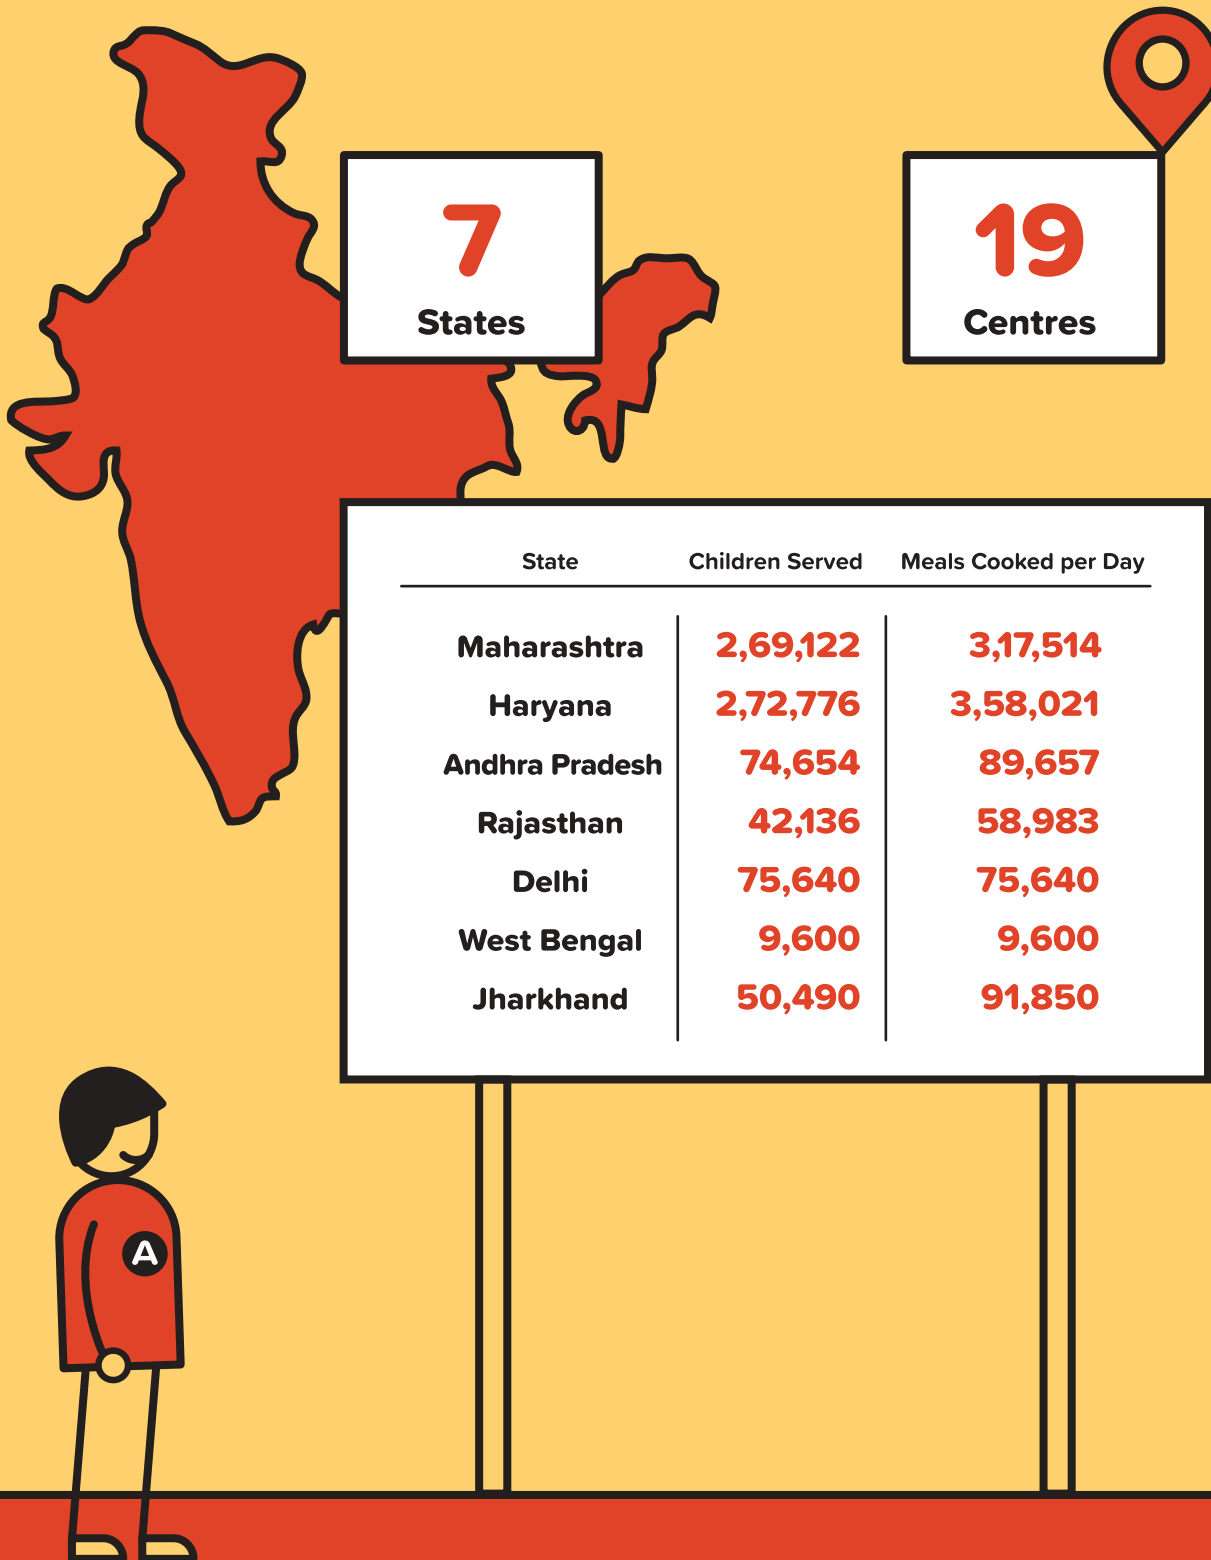 7
States
19
Centres
State Children Served Meals Cooked per Day
Maharashtra 2,69,122 3,17,514
Haryana 2,72,776 3,58,021
Andhra Pradesh 74,654 89,657
Rajasthan 42,136 58,983
Delhi 75,640 75,640
West Bengal 9,600 9,600
Jharkhand 50,490 91,850
A